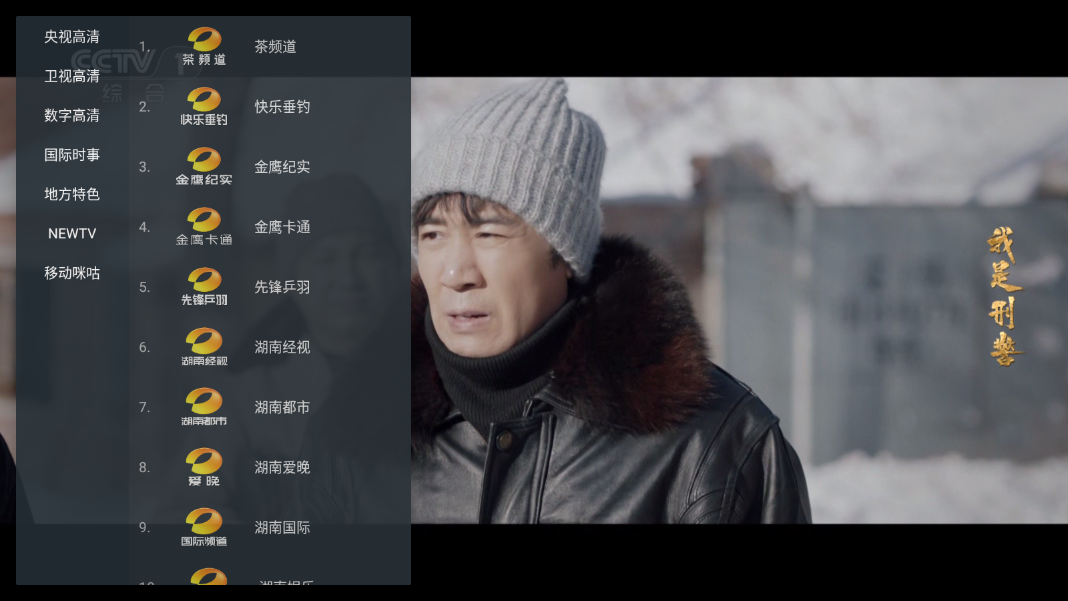 央视高清
卫视高清
数字高清
国际时事
地方特色
NEWTV
移动咪咕
CCTV 1
综合
1.
茶频道
茶频道
2.
快乐垂钓
快乐垂钓
3.
金鹰纪实
金鹰纪实
4.
金鹰卡通
金鹰卡通
5.
先锋乒羽
先锋乒羽
6.
湖南经视
湖南经视
7.
湖南都市
湖南都市
8.
爱晚
湖南爱晚
9.
国际频道
湖南国际
我是刑警